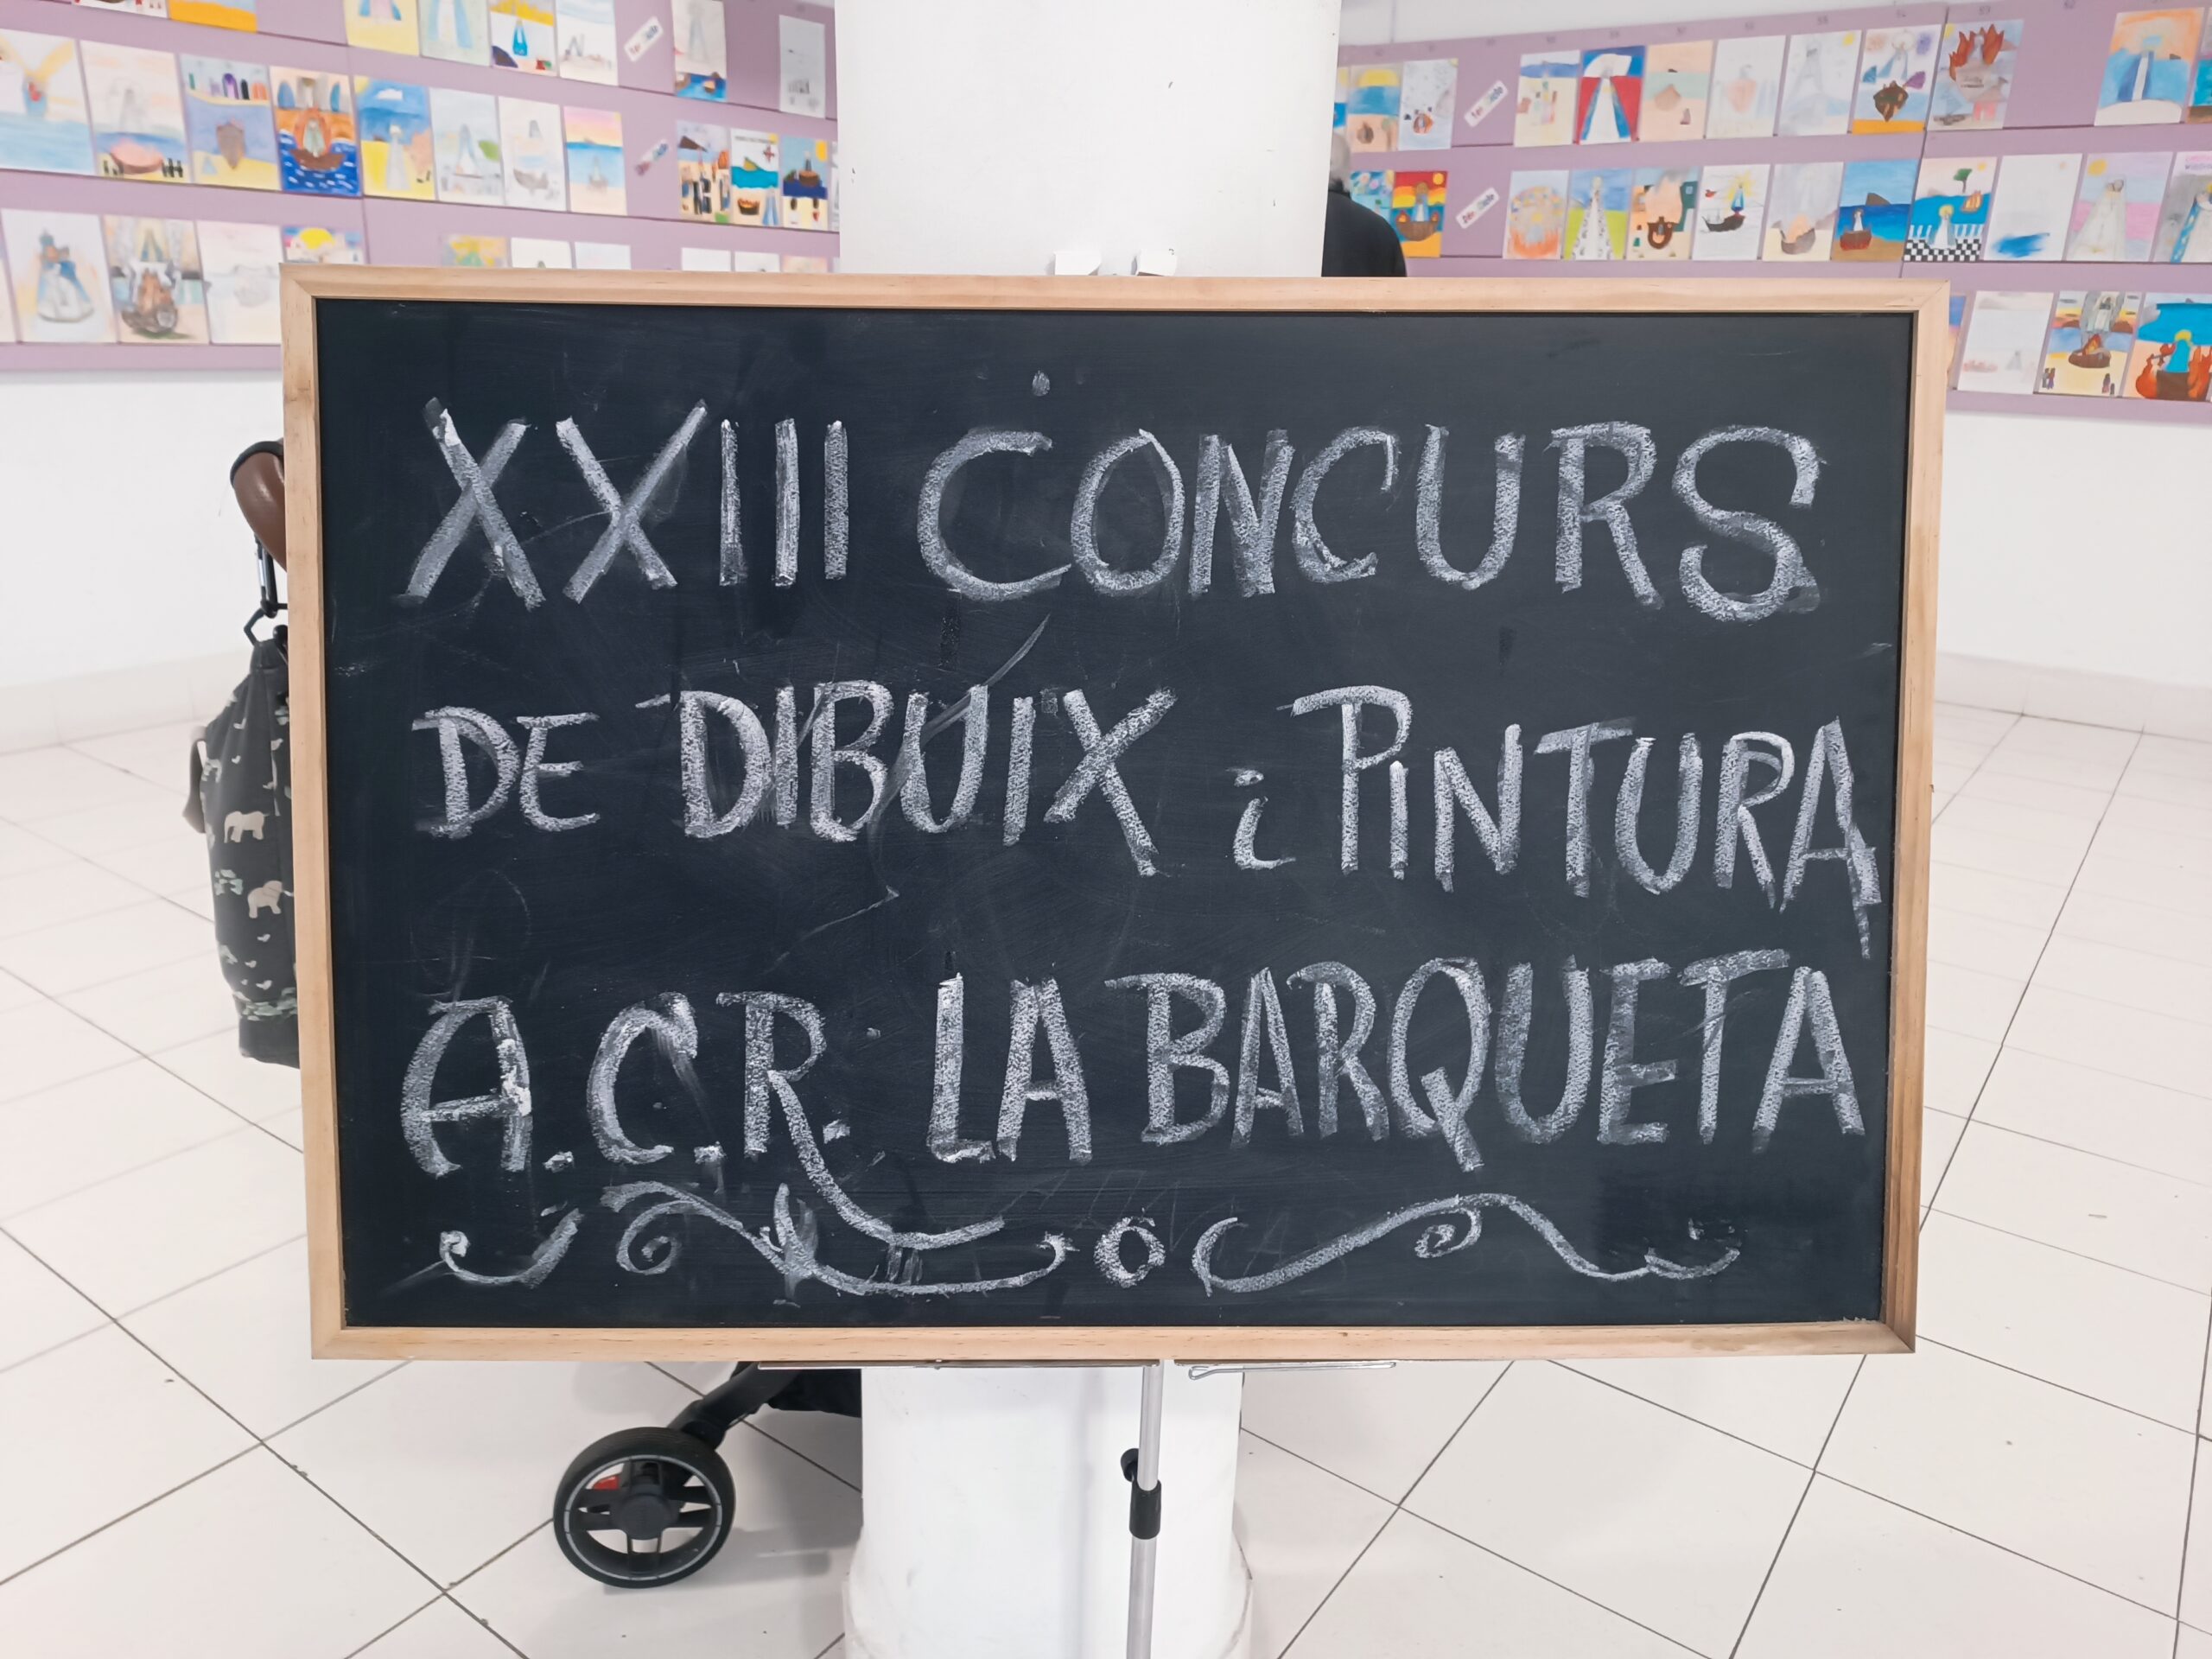 XXIII CONCURS
DE DIBUIX i PINTURA
A.C.R. LA BARQUETA